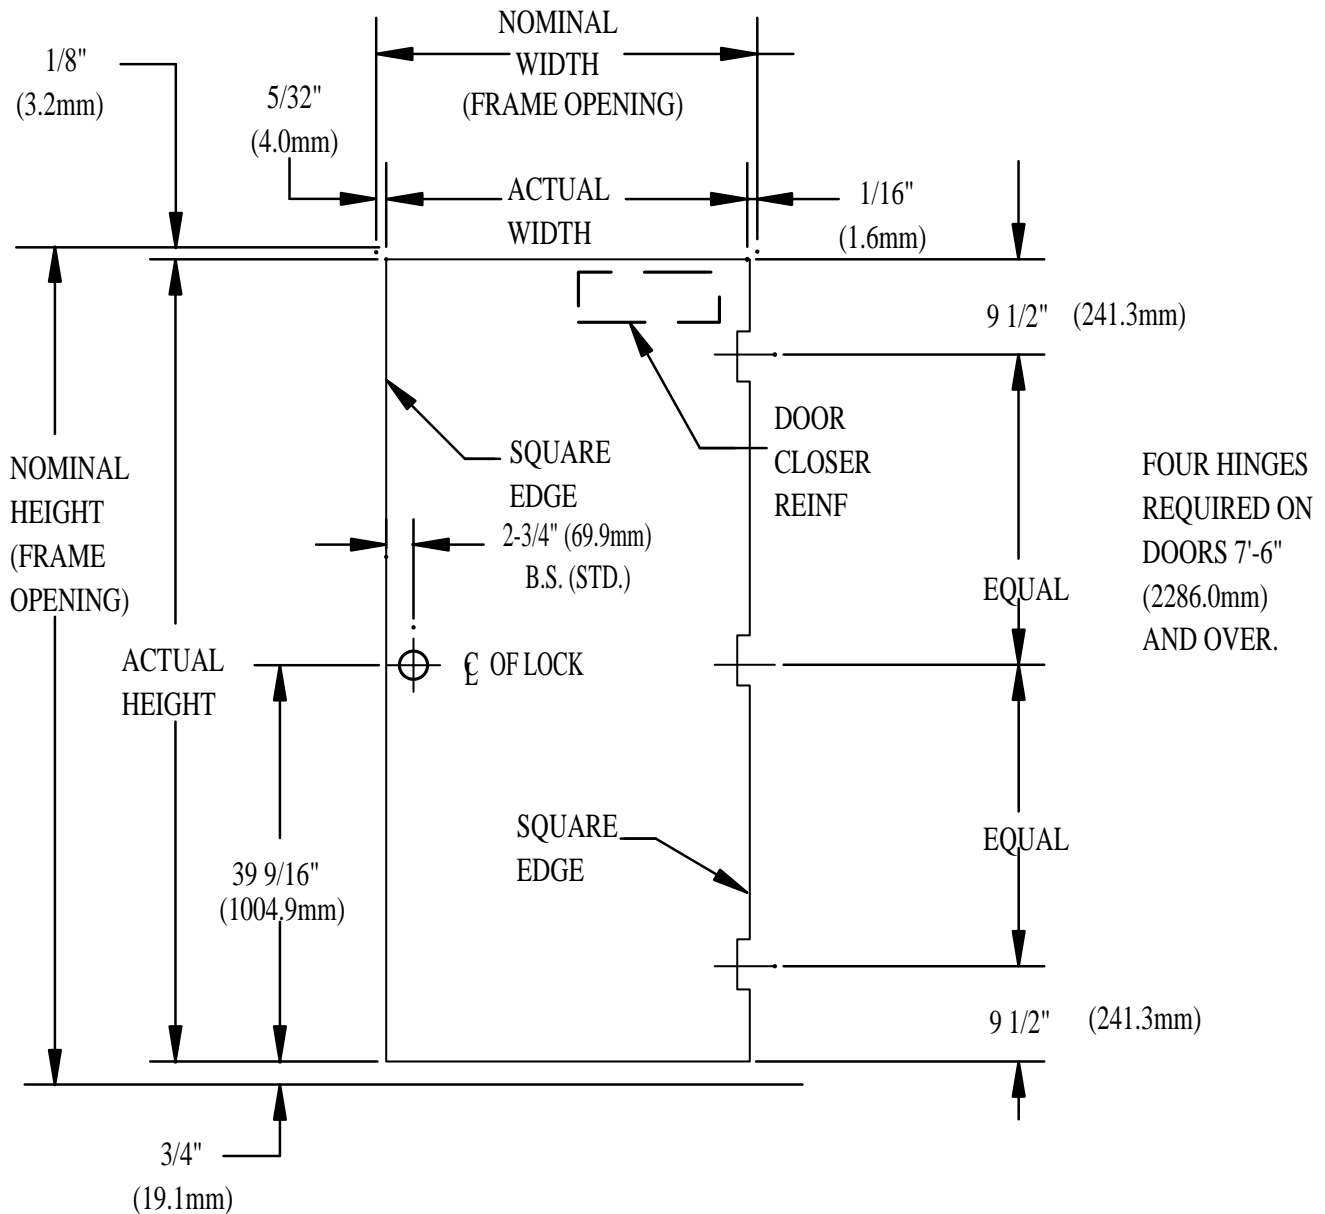 NOMINAL
WIDTH
(FRAME OPENING)
1/8"
(3.2mm)
5/32"
(4.0mm)
ACTUAL
WIDTH
1/16"
(1.6mm)
9 1/2" (241.3mm)
DOOR
CLOSER
REINF
SQUARE
EDGE
2-3/4" (69.9mm)
B.S. (STD.)
NOMINAL
HEIGHT
(FRAME
OPENING)
FOUR HINGES
REQUIRED ON
DOORS 7'-6"
(2286.0mm)
AND OVER.
EQUAL
ACTUAL
HEIGHT
℄ OF LOCK
SQUARE
EDGE
EQUAL
39 9/16"
(1004.9mm)
9 1/2" (241.3mm)
3/4"
(19.1mm)